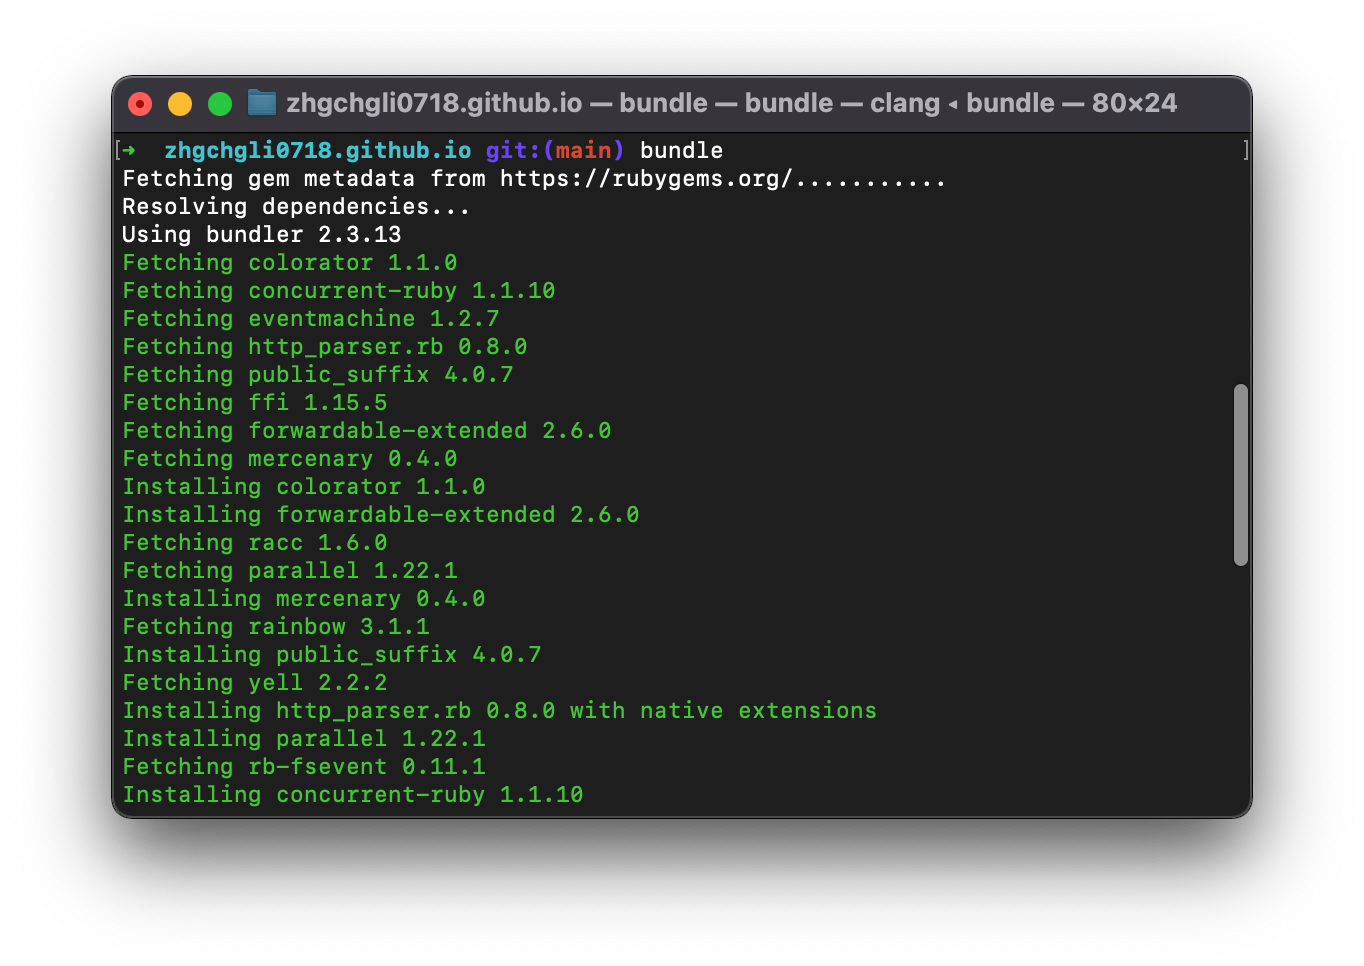 zhgchgli0718.github.io — bundle — bundle — clang ◂ bundle — 80×24
[➜  zhgchgli0718.github.io git:(main) bundle ]
Fetching gem metadata from https://rubygems.org/...........
Resolving dependencies...
Using bundler 2.3.13
Fetching colorator 1.1.0
Fetching concurrent-ruby 1.1.10
Fetching eventmachine 1.2.7
Fetching http_parser.rb 0.8.0
Fetching public_suffix 4.0.7
Fetching ffi 1.15.5
Fetching forwardable-extended 2.6.0
Fetching mercenary 0.4.0
Installing colorator 1.1.0
Installing forwardable-extended 2.6.0
Fetching racc 1.6.0
Fetching parallel 1.22.1
Installing mercenary 0.4.0
Fetching rainbow 3.1.1
Installing public_suffix 4.0.7
Fetching yell 2.2.2
Installing http_parser.rb 0.8.0 with native extensions
Installing parallel 1.22.1
Fetching rb-fsevent 0.11.1
Installing concurrent-ruby 1.1.10